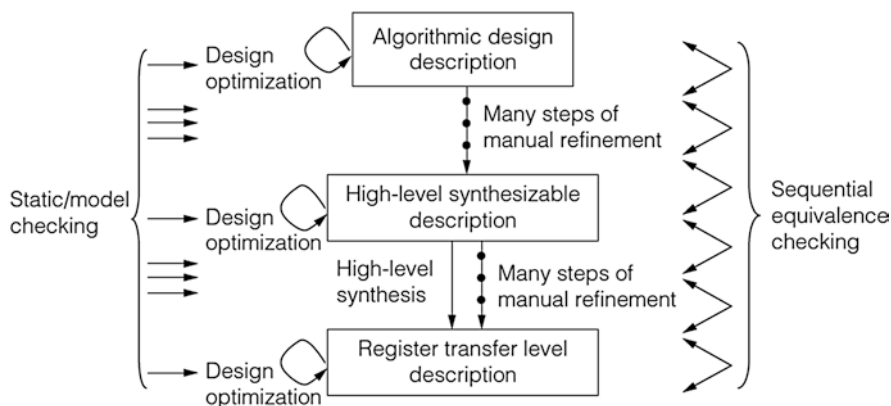 Algorithmic design
description
Design
optimization
Many steps of
manual refinement
Static/model
checking
High-level synthesizable
description
Design
optimization
Sequential
equivalence
checking
High-level
synthesis
Many steps of
manual refinement
Register transfer level
description
Design
optimization